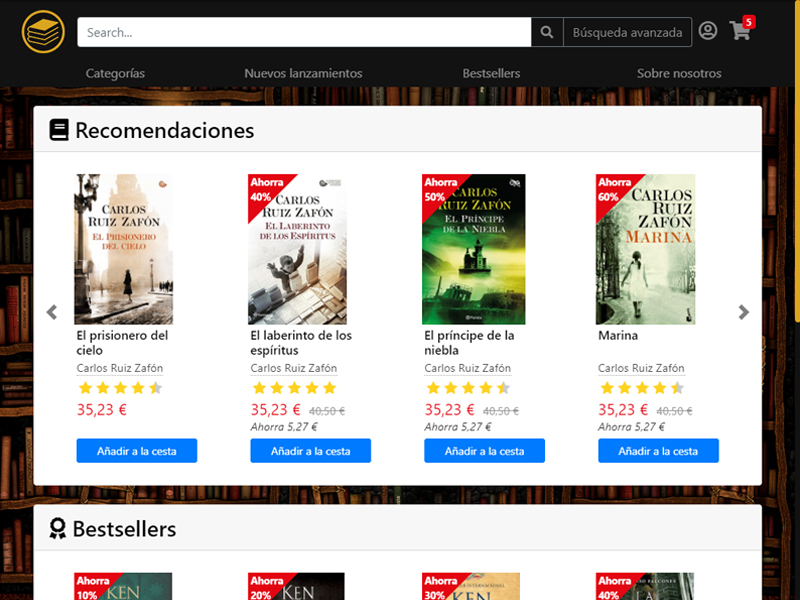 Search...
Búsqueda avanzada
5
Categorías
Nuevos lanzamientos
Bestsellers
Sobre nosotros
Recomendaciones
CARLOS
RUIZ ZAFÓN
EL PRISIONERO
DEL CIELO
El prisionero del
cielo
Carlos Ruiz Zafón
35,23 €
Añadir a la cesta
Ahorra
40%
CARLOS
RUIZ ZAFÓN
EL LABERINTO
DE LOS ESPÍRITUS
El laberinto de los
espíritus
Carlos Ruiz Zafón
35,23 € 40,50 €
Ahorra 5,27 €
Añadir a la cesta
Ahorra
50%
CARLOS
RUIZ ZAFÓN
EL PRÍNCIPE
DE LA NIEBLA
Planeta
El príncipe de la
niebla
Carlos Ruiz Zafón
35,23 € 40,50 €
Ahorra 5,27 €
Añadir a la cesta
Ahorra
60%
CARLOS
RUIZ
ZAFÓN
MARINA
Marina
Carlos Ruiz Zafón
35,23 € 40,50 €
Ahorra 5,27 €
Añadir a la cesta
Bestsellers
Ahorra
10%
KEN
Ahorra
20%
KEN
Ahorra
30%
KEN
Ahorra
40%
FALCONES
LA